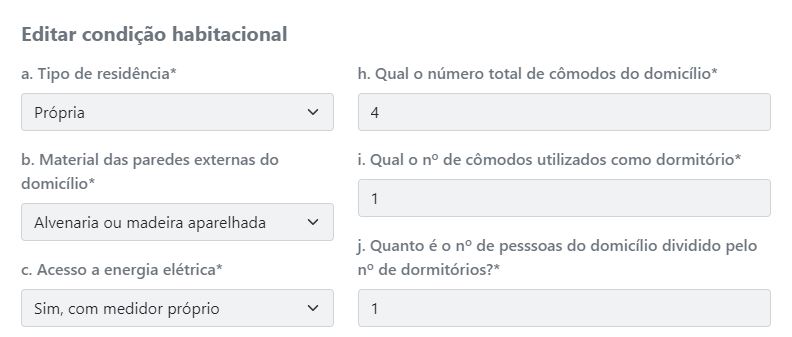 Editar condição habitacional
a. Tipo de residência*
Própria
b. Material das paredes externas do
domicílio*
Alvenaria ou madeira aparelhada
c. Acesso a energia elétrica*
Sim, com medidor próprio
h. Qual o número total de cômodos do domicílio*
4
i. Qual o nº de cômodos utilizados como dormitório*
1
j. Quanto é o nº de pesssoas do domicílio dividido pelo
nº de dormitórios?*
1